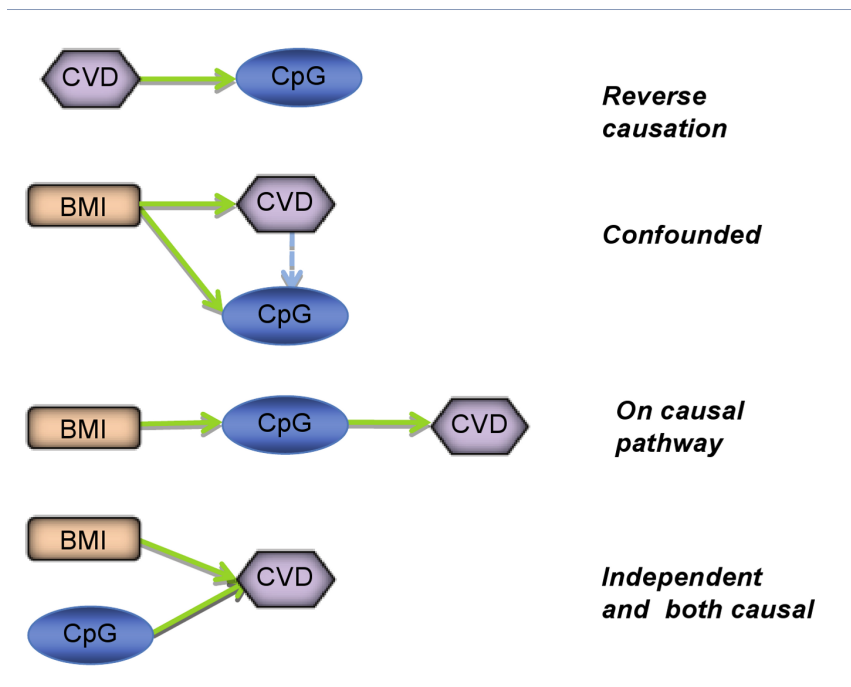 CVD
CpG
Reverse
causation
BMI
CVD
Confounded
CpG
BMI
CpG
CVD
On causal
pathway
BMI
CVD
CpG
Independent
and both causal